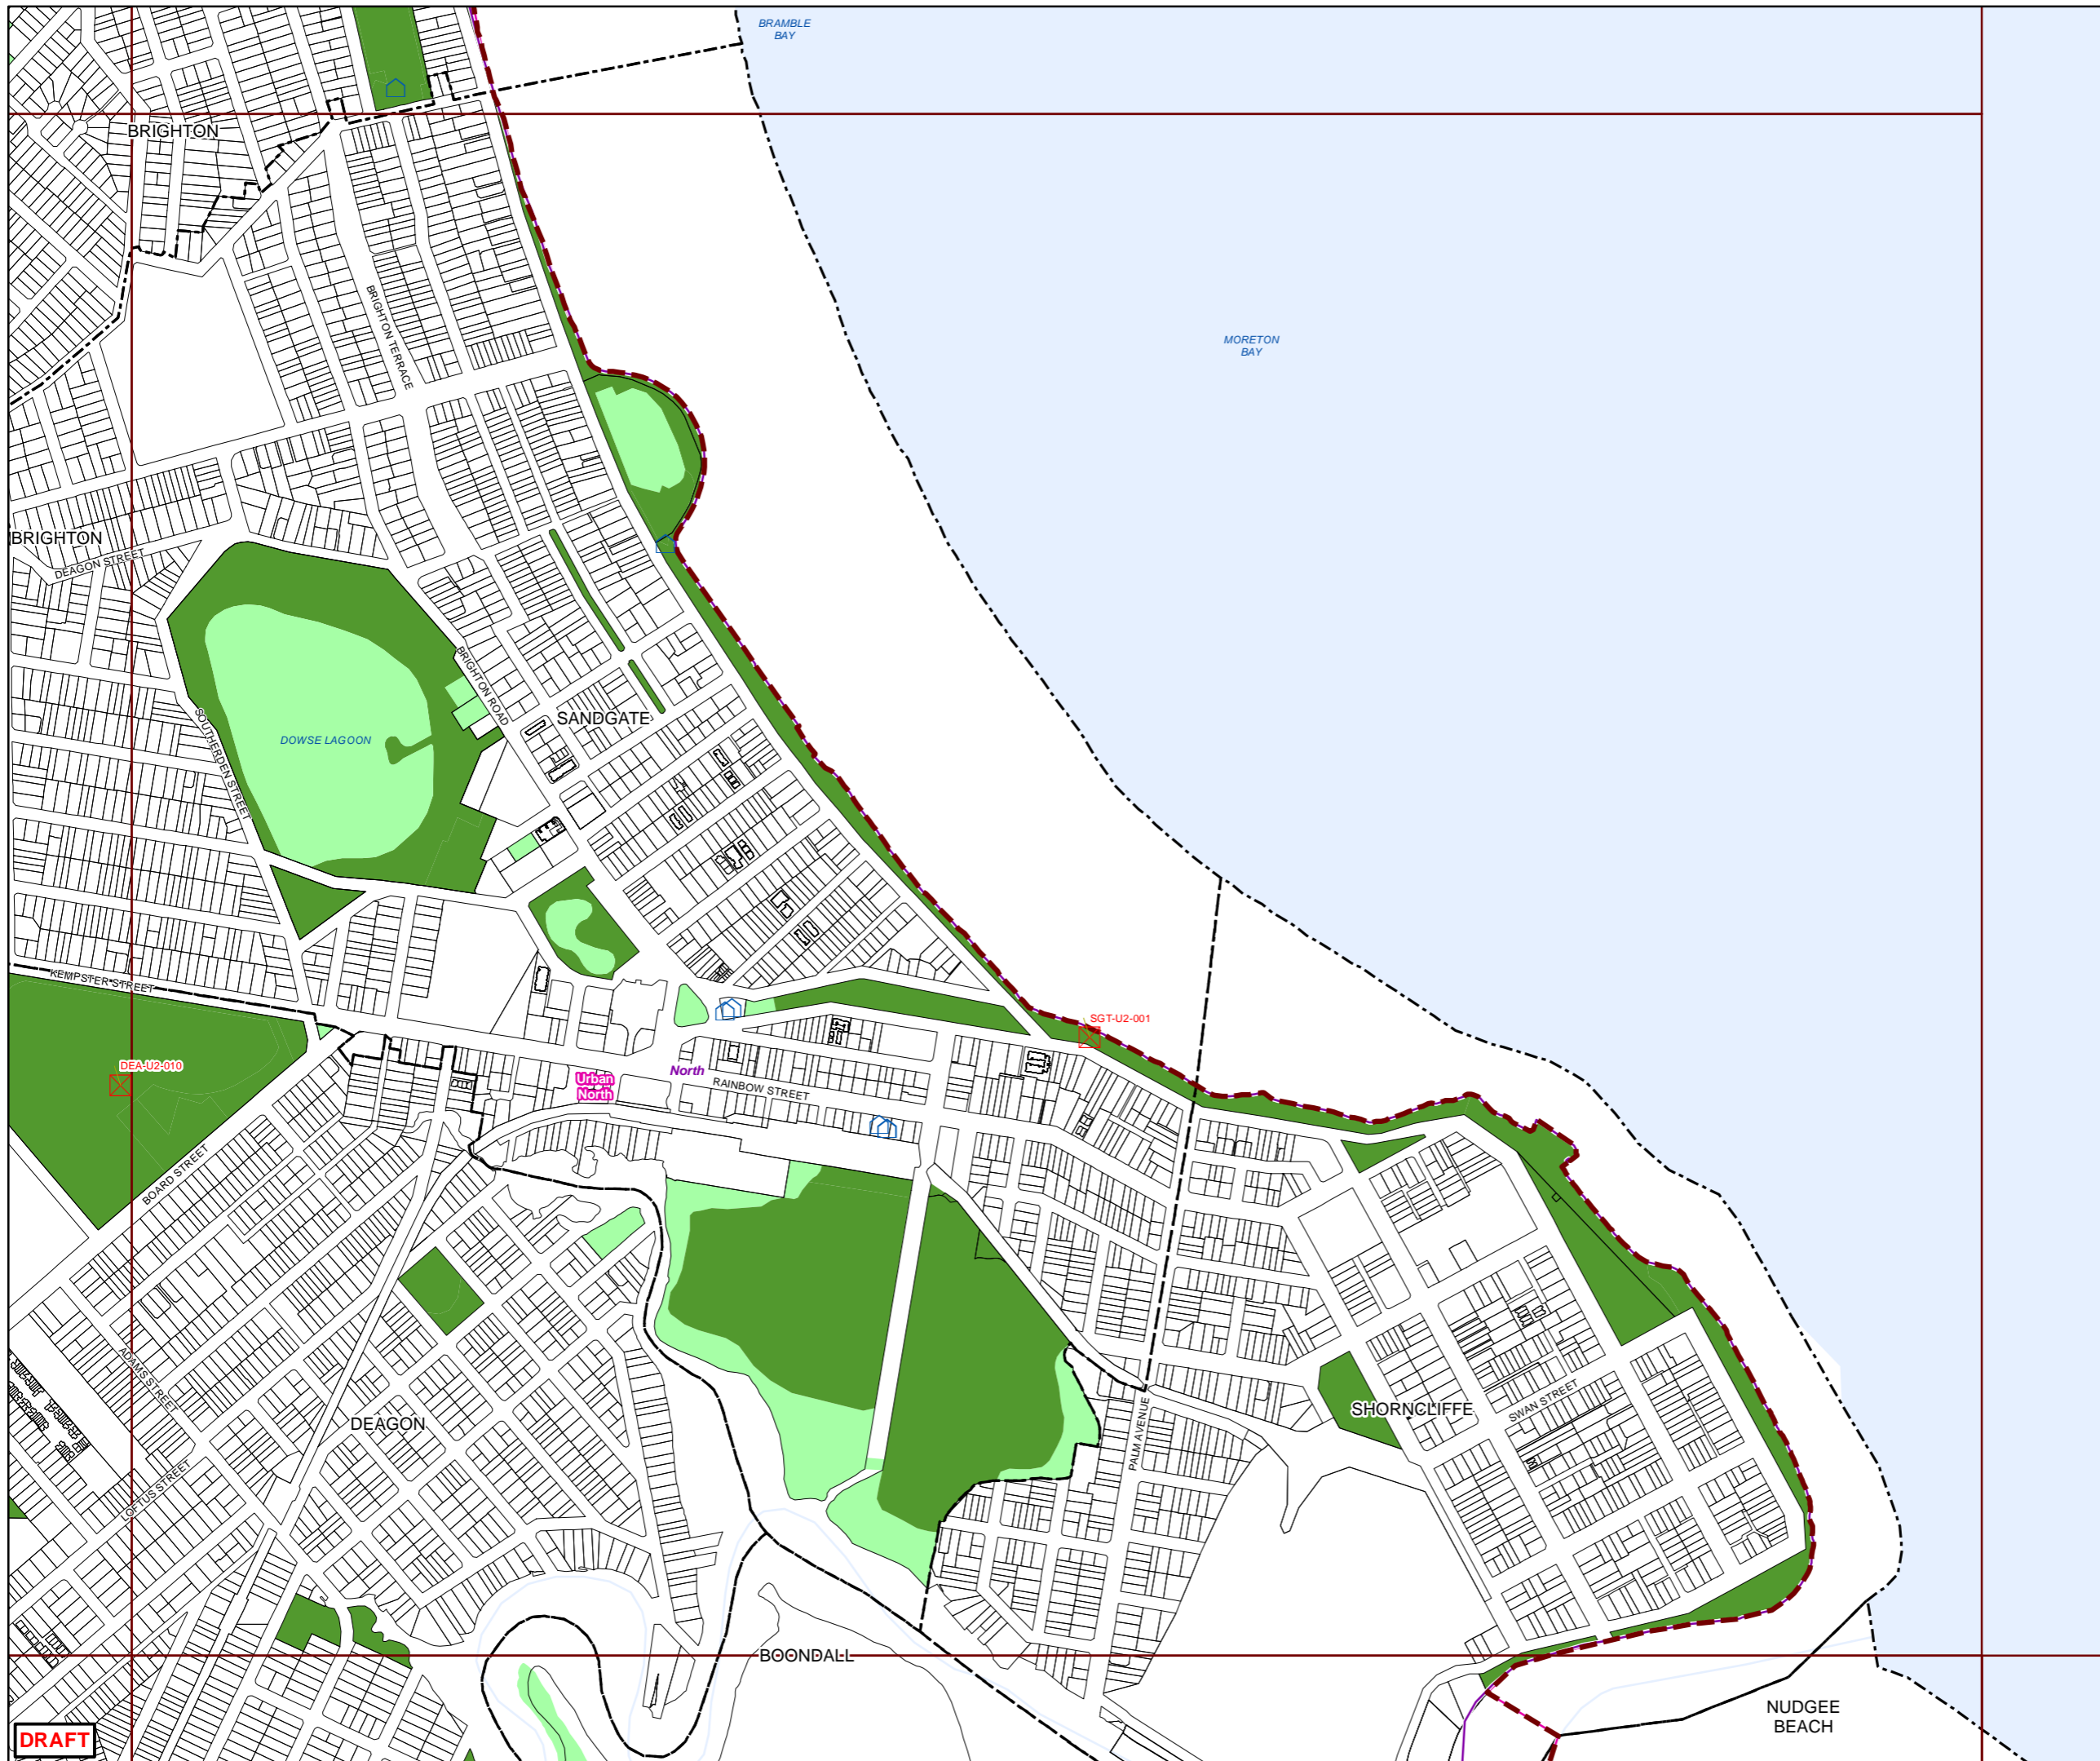 BRAMBLE
BAY
BRIGHTON
BRIGHTON TERRACE
MORETON
BAY
BRIGHTON
DEAGON STREET
BRIGHTON ROAD
SANDGATE
DOWSE LAGOON
SOUTHERDEN STREET
KEMPSTER STREET
SGT-U2-001
DEA-U2-010
North
Urban
North
RAINBOW STREET
BOARD STREET
ADAMS STREET
DEAGON
SHORNCLIFFE
SWAN STREET
PALM AVENUE
LOFTUS STREET
BOONDALL
NUDGEE
BEACH
DRAFT